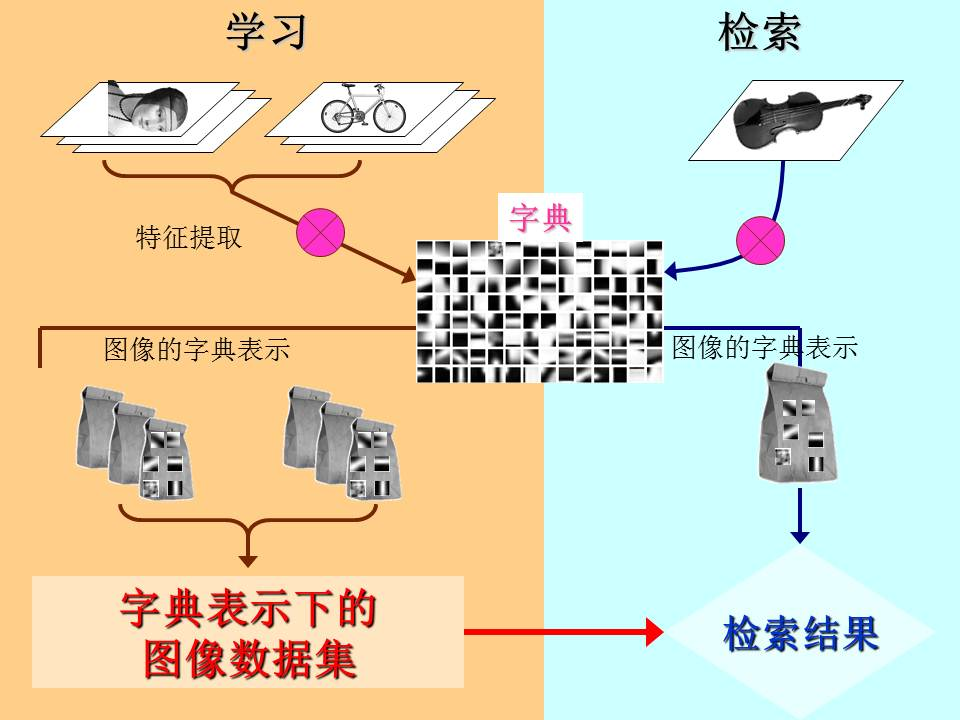 学习
检索
字典
特征提取
图像的字典表示
图像的字典表示
字典表示下的
图像数据集
检索结果